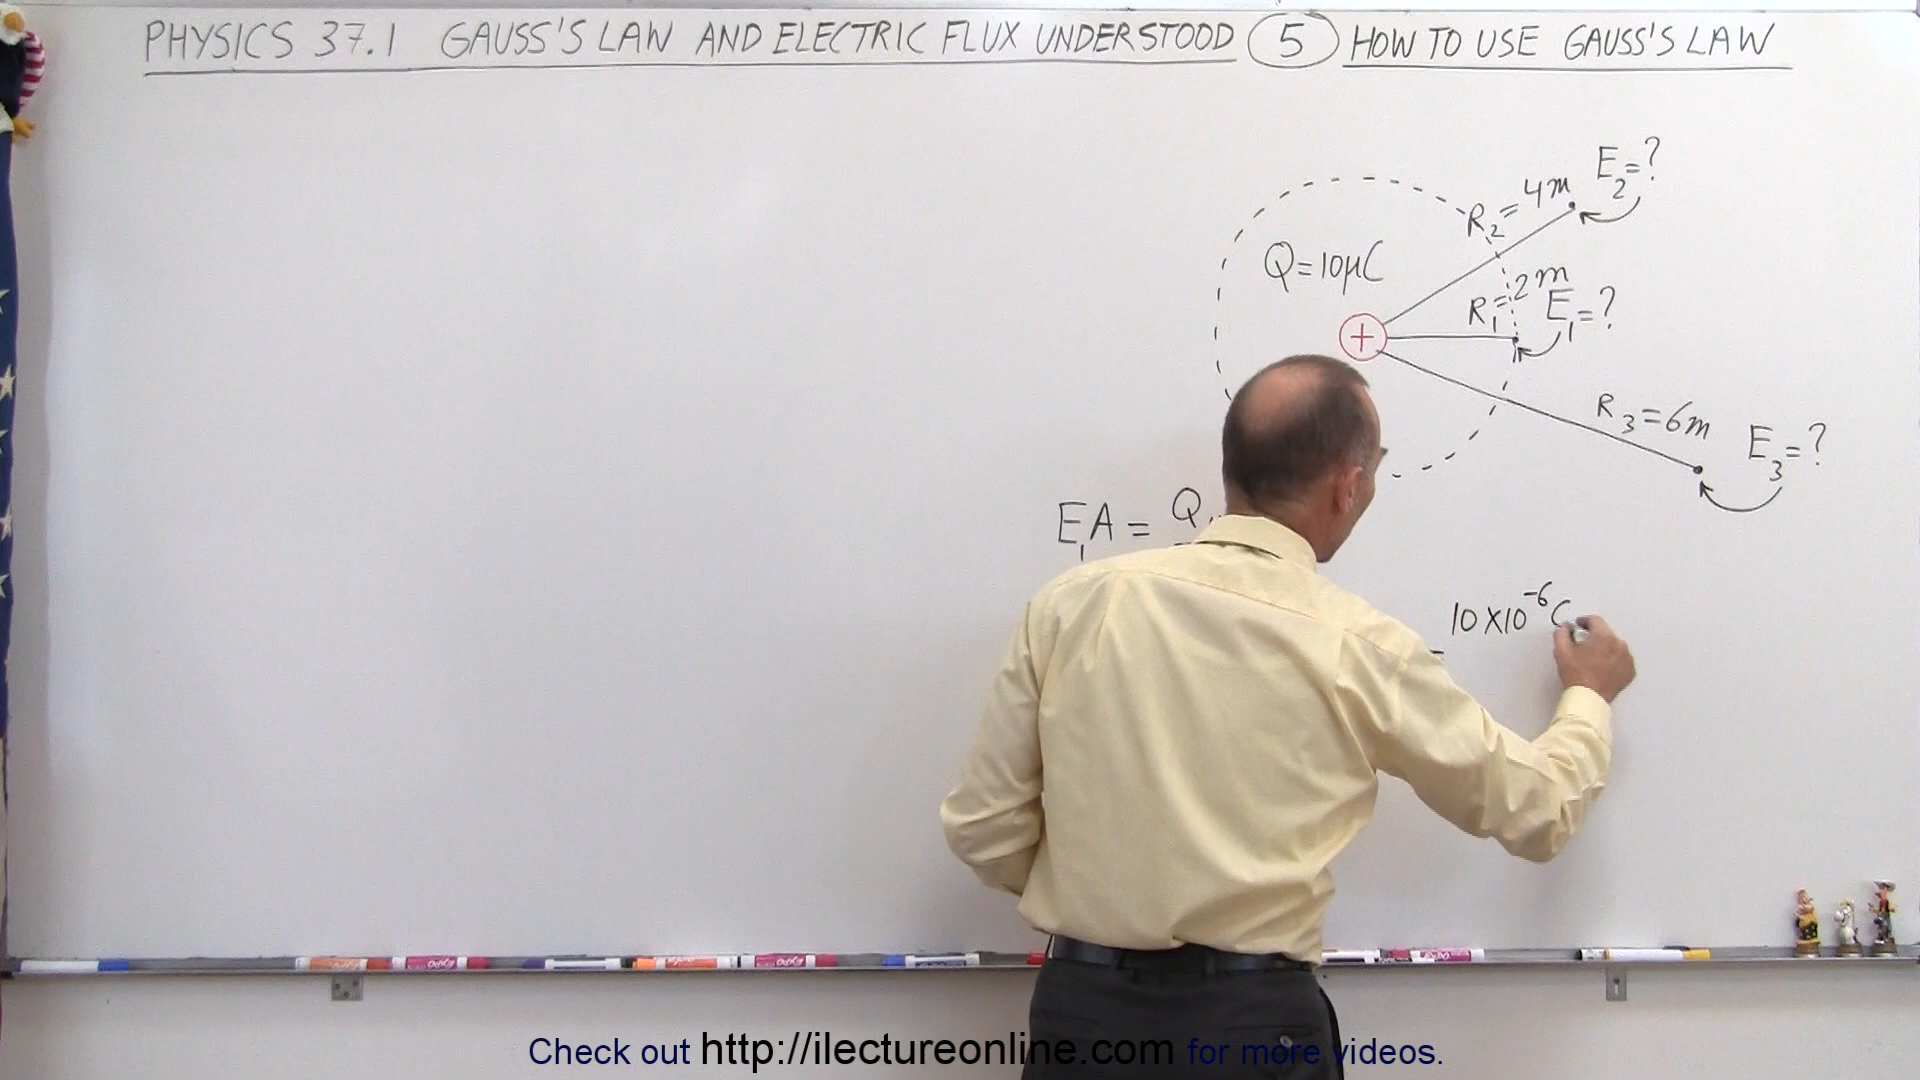 PHYSICS 37.1 GAUSS'S LAW AND ELECTRIC FLUX UNDERSTOOD 5 HOW TO USE GAUSS'S LAW
E₂=?
R₂=4m
Q=10μC
R₁=2m E₁=?
R₃=6m
E₃=?
E₁A = Q
= 10×10⁻⁶C
+
Check out http://ilectureonline.com for more videos.